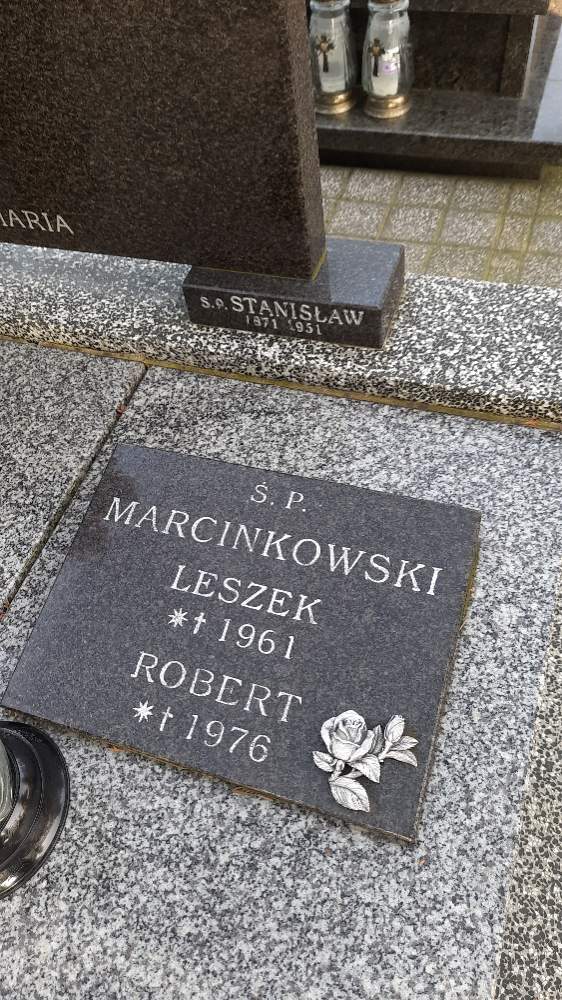 MARIA
Ś.P. STANISŁAW
1871 1951
Ś. P.
MARCINKOWSKI
LESZEK
*† 1961
ROBERT
*† 1976